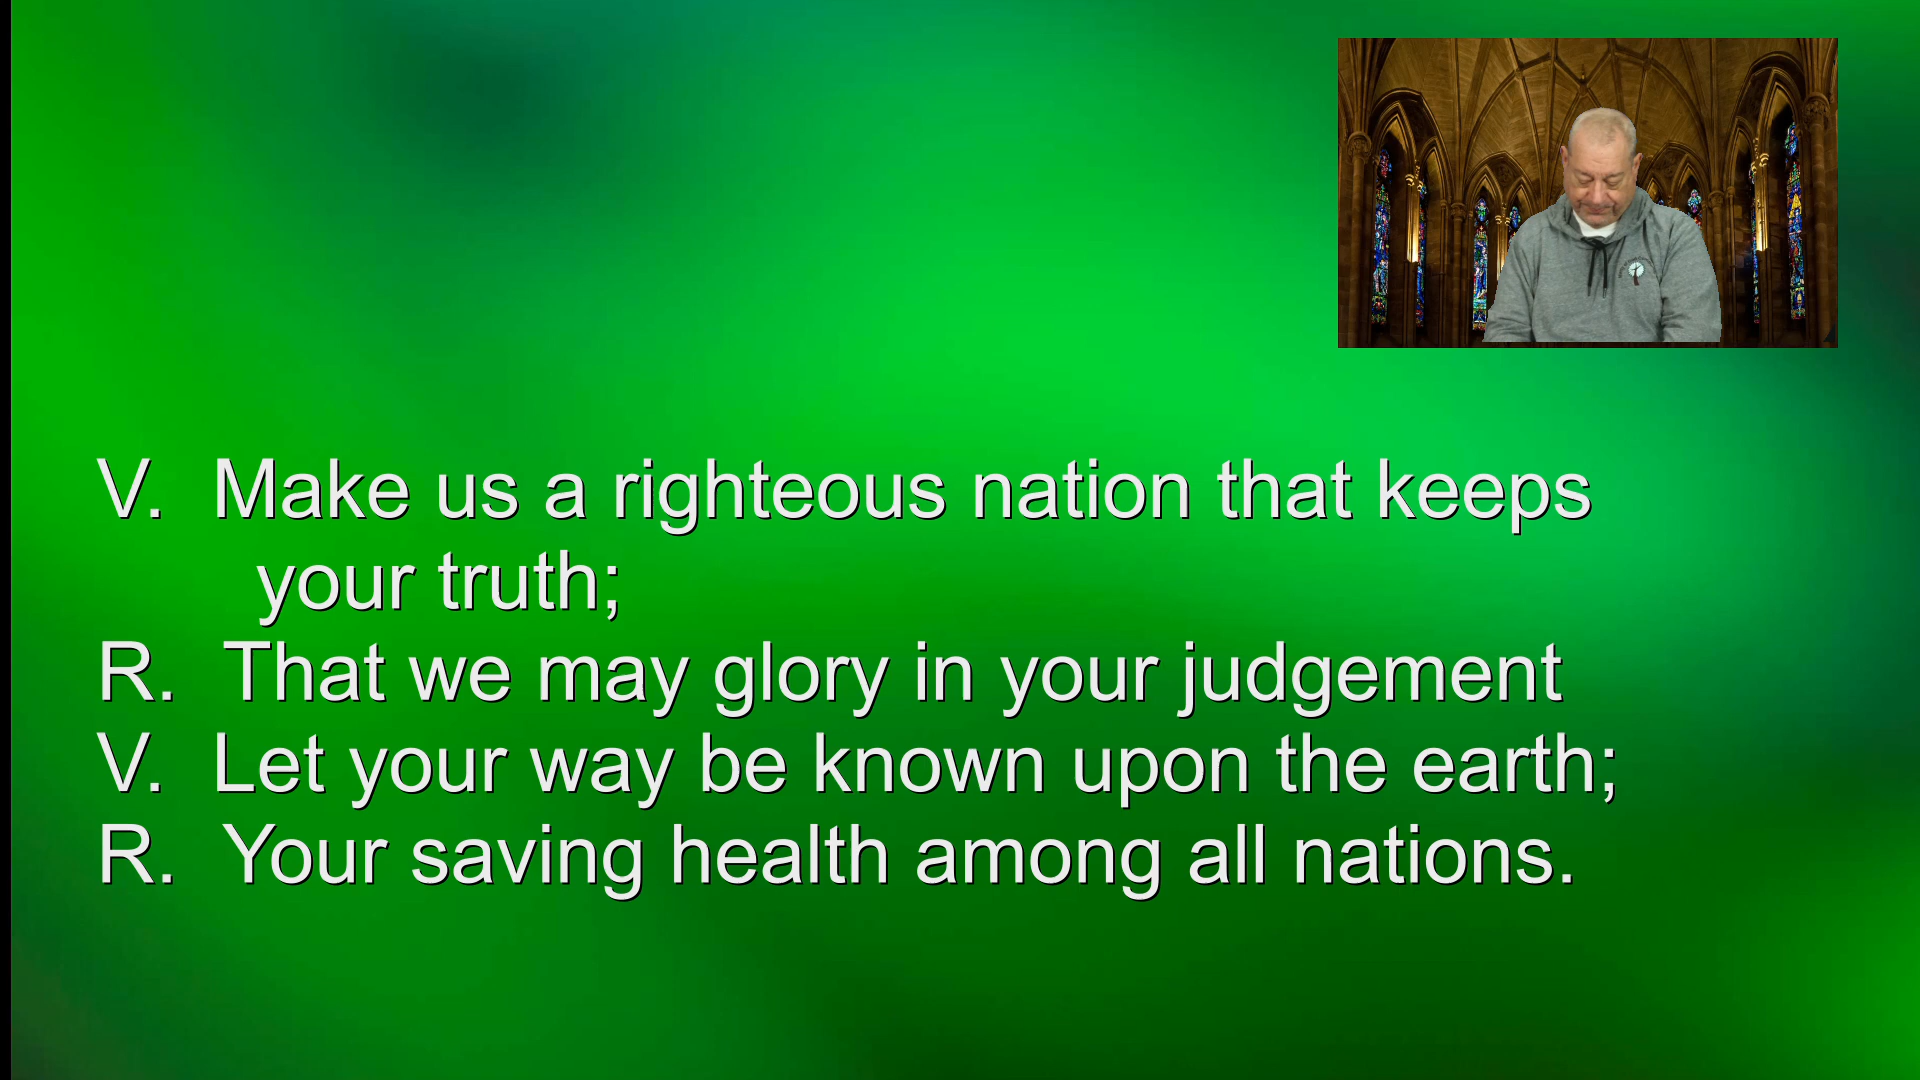 V. Make us a righteous nation that keeps
your truth;
R. That we may glory in your judgement
V. Let your way be known upon the earth;
R. Your saving health among all nations.